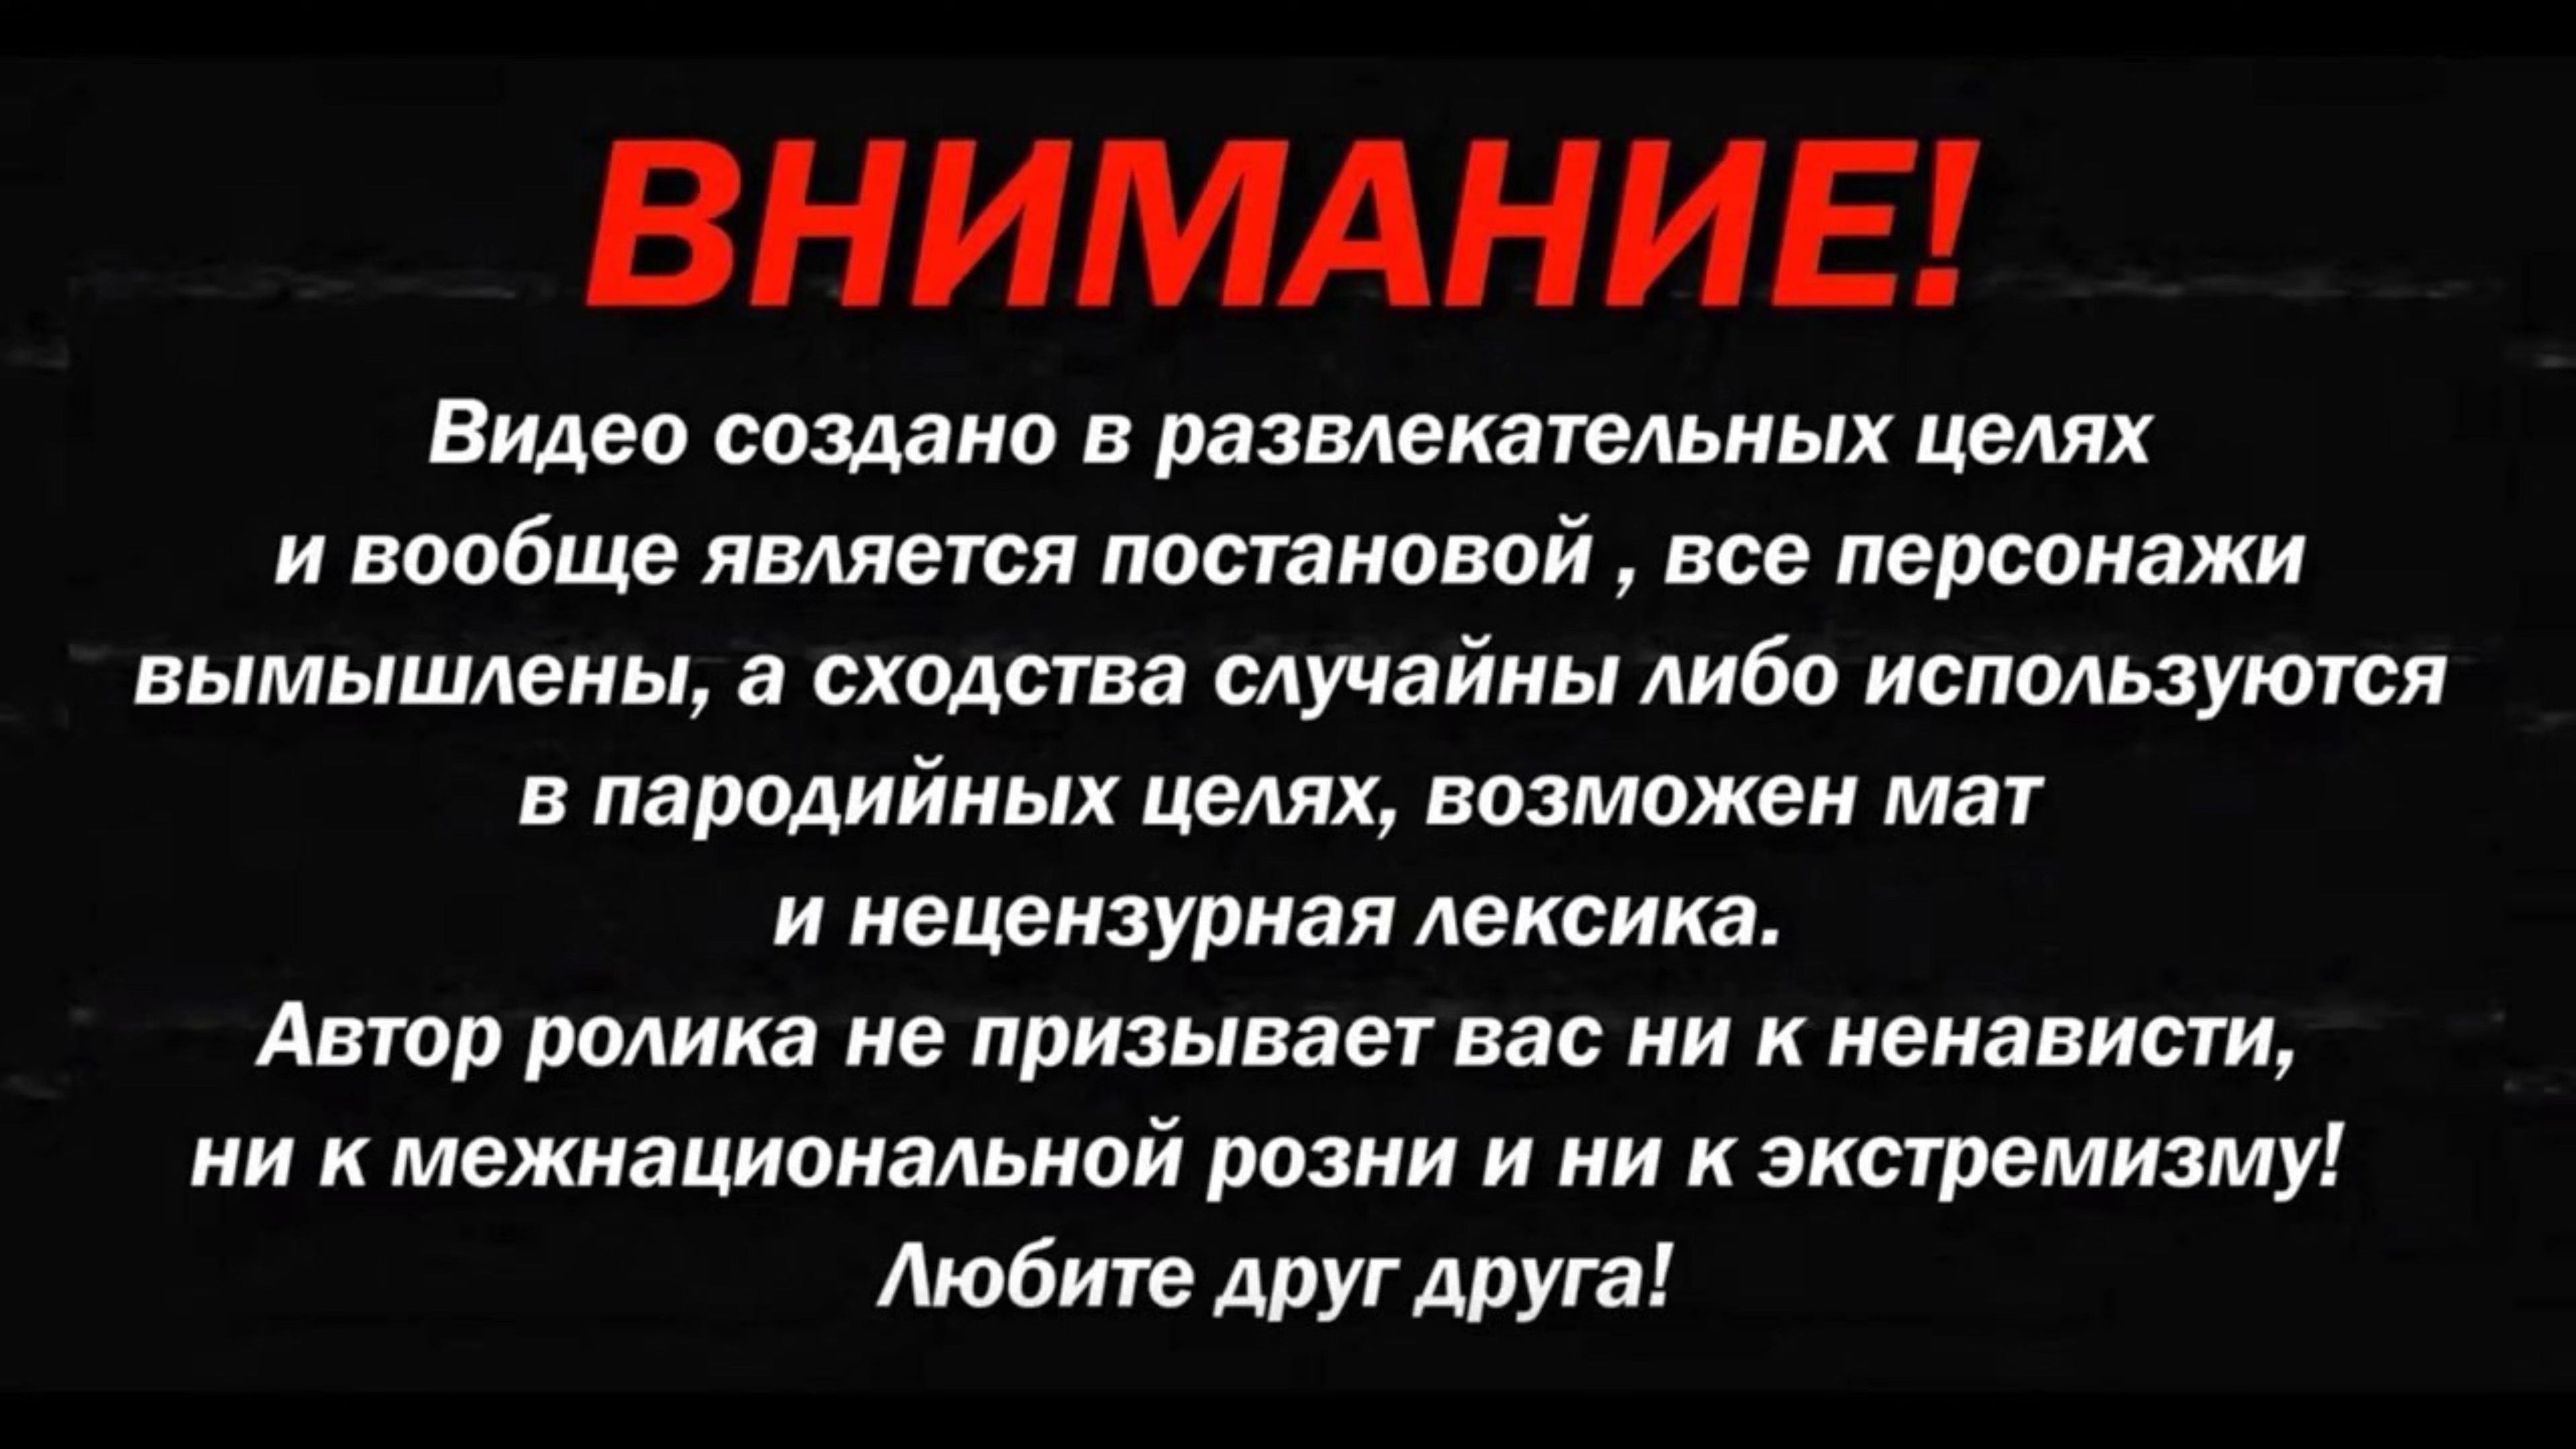 ВНИМАНИЕ!
Видео создано в развлекательных целях
и вообще является постановой , все персонажи
вымышлены, а сходства случайны либо используются
в пародийных целях, возможен мат
и нецензурная лексика.
Автор ролика не призывает вас ни к ненависти,
ни к межнациональной розни и ни к экстремизму!
Любите друг друга!